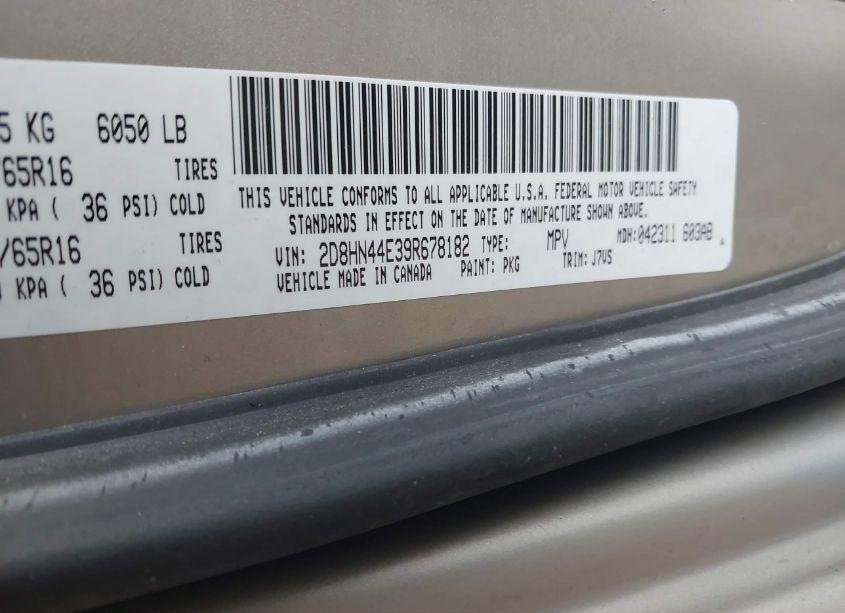 5 KG 6050 LB
/65R16 TIRES
KPA ( 36 PSI) COLD
/65R16 TIRES
KPA ( 36 PSI) COLD
THIS VEHICLE CONFORMS TO ALL APPLICABLE U.S.A. FEDERAL MOTOR VEHICLE SAFETY
STANDARDS IN EFFECT ON THE DATE OF MANUFACTURE SHOWN ABOVE.
VIN: 2D8HN44E39R678182 TYPE: MPV MDH: 042311 603AB
VEHICLE MADE IN CANADA PAINT: PKG TRIM: J7VS